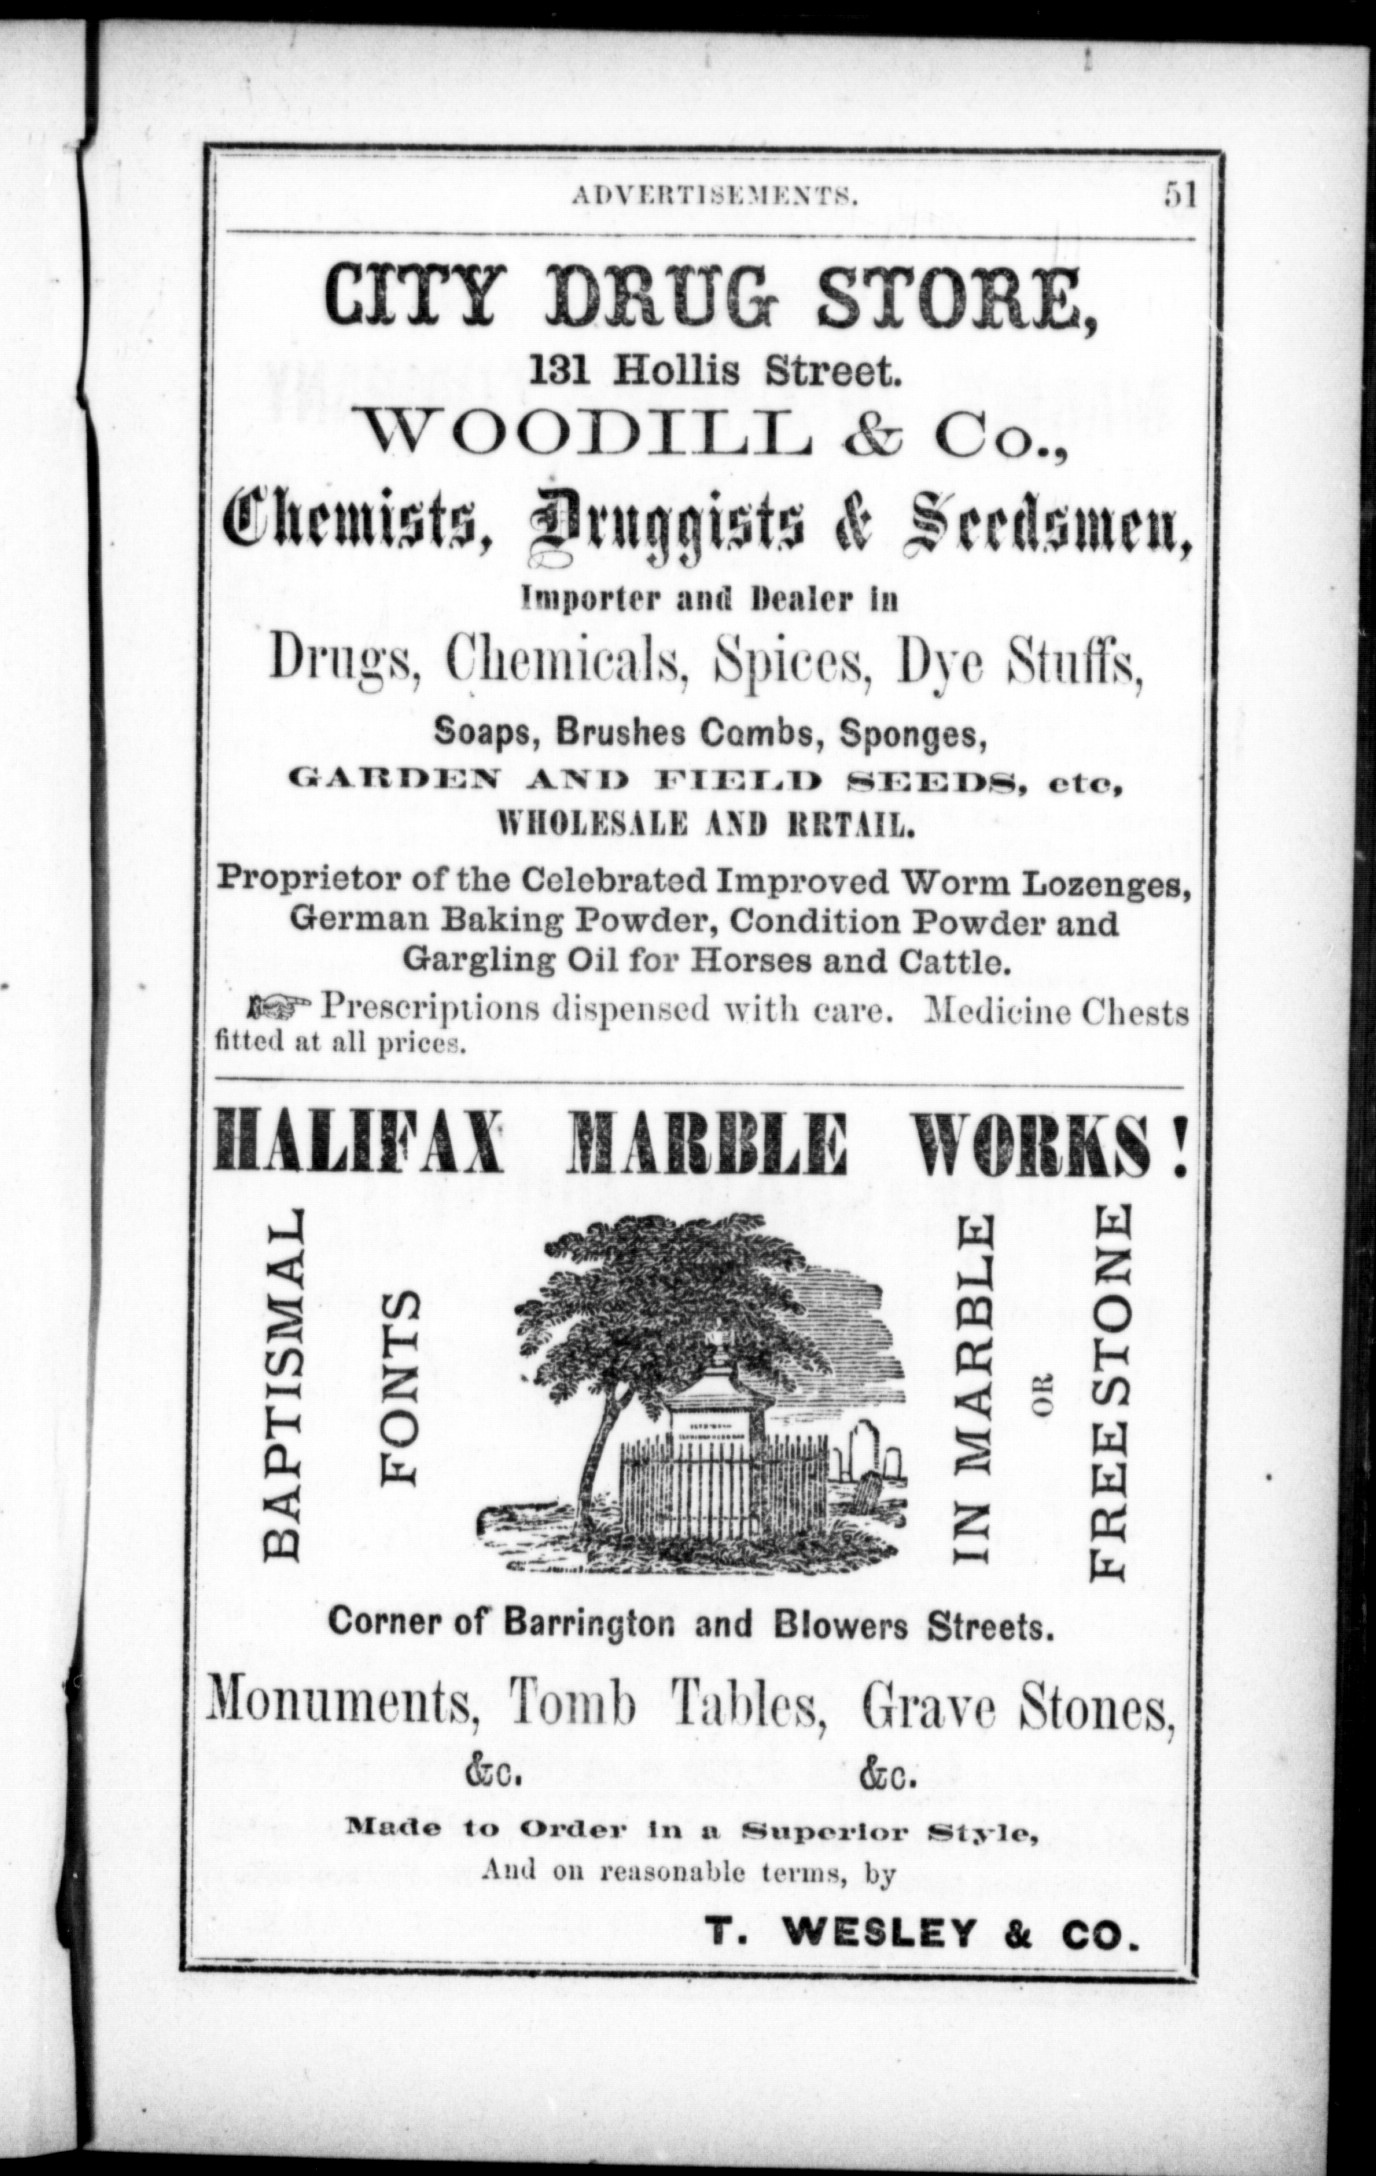 ADVERTISEMENTS. 51
CITY DRUG STORE,
131 Hollis Street.
WOODILL & Co.,
Chemists, Druggists & Seedsmen,
Importer and Dealer in
Drugs, Chemicals, Spices, Dye Stuffs,
Soaps, Brushes Combs, Sponges,
GARDEN AND FIELD SEEDS, etc,
WHOLESALE AND RRTAIL.
Proprietor of the Celebrated Improved Worm Lozenges,
German Baking Powder, Condition Powder and
Gargling Oil for Horses and Cattle.
☞ Prescriptions dispensed with care. Medicine Chests
fitted at all prices.
HALIFAX MARBLE WORKS!
BAPTISMAL
FONTS
IN MARBLE
OR
FREESTONE
Corner of Barrington and Blowers Streets.
Monuments, Tomb Tables, Grave Stones,
&c. &c.
Made to Order in a Superior Style,
And on reasonable terms, by
T. WESLEY & CO.